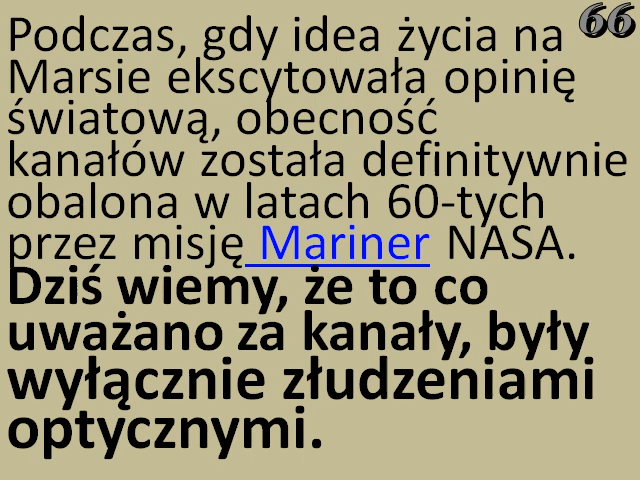 66
Podczas, gdy idea życia na
Marsie ekscytowała opinię
światową, obecność
kanałów została definitywnie
obalona w latach 60-tych
przez misję Mariner NASA.
Dziś wiemy, że to co
uważano za kanały, były
wyłącznie złudzeniami
optycznymi.